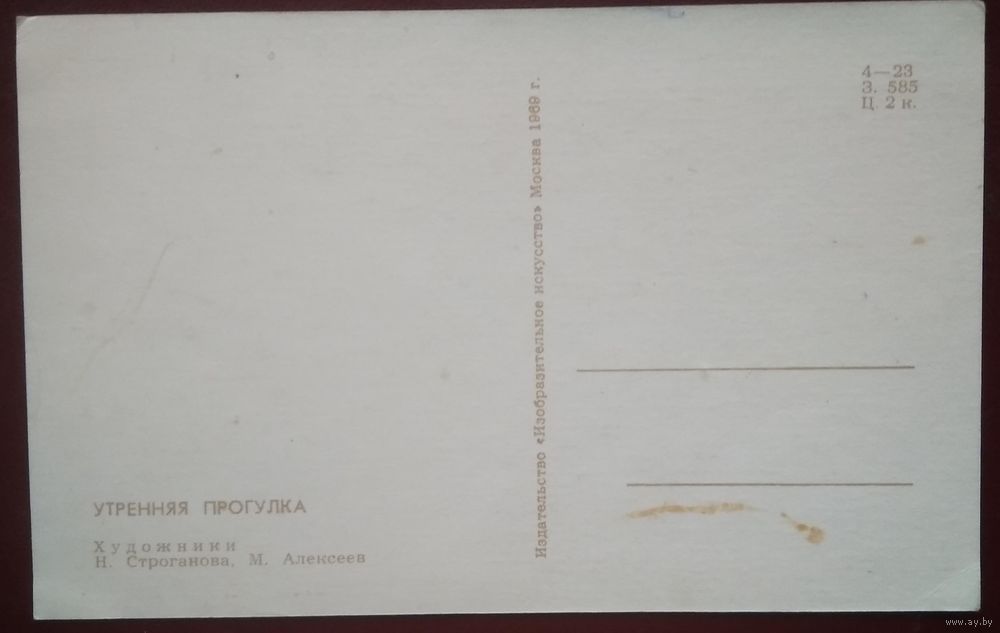 4—23
З. 585
Ц. 2 к.
Издательство «Изобразительное искусство» Москва 1969 г.
УТРЕННЯЯ ПРОГУЛКА
Художники
Н. Строганова, М. Алексеев
www.ay.by